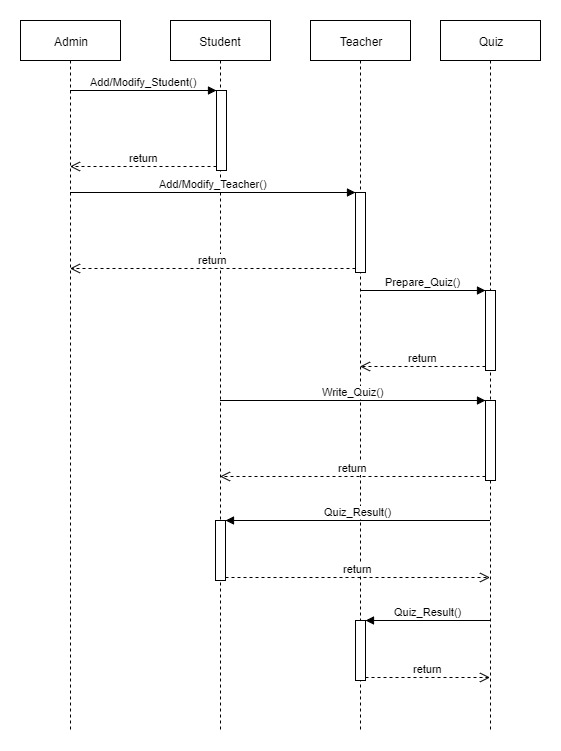 Admin
Student
Teacher
Quiz
Add/Modify_Student()
return
Add/Modify_Teacher()
return
Prepare_Quiz()
return
Write_Quiz()
return
Quiz_Result()
return
Quiz_Result()
return